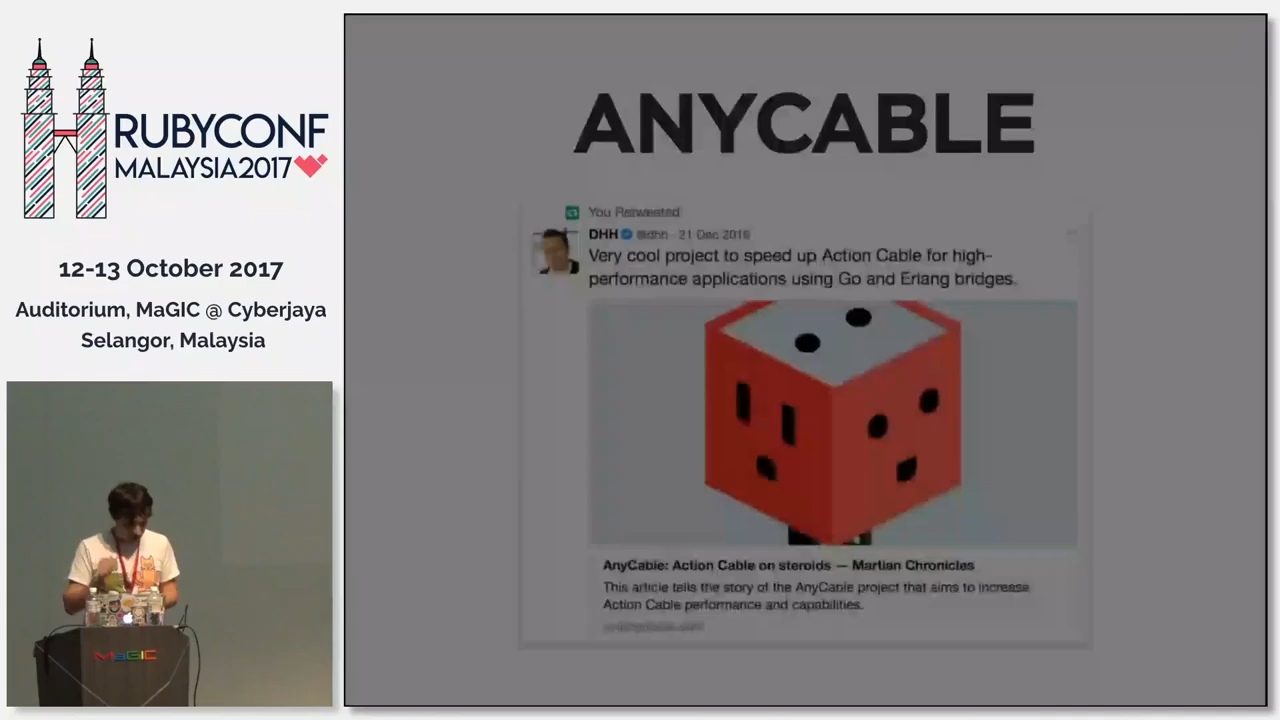 RUBYCONF
MALAYSIA2017
12-13 October 2017
Auditorium, MaGIC @ Cyberjaya
Selangor, Malaysia
MaGIC
ANYCABLE
You Retweeted
DHH @dhh · 21 Dec 2016
Very cool project to speed up Action Cable for high-
performance applications using Go and Erlang bridges.
AnyCable: Action Cable on steroids — Martian Chronicles
This article tells the story of the AnyCable project that aims to increase
Action Cable performance and capabilities.